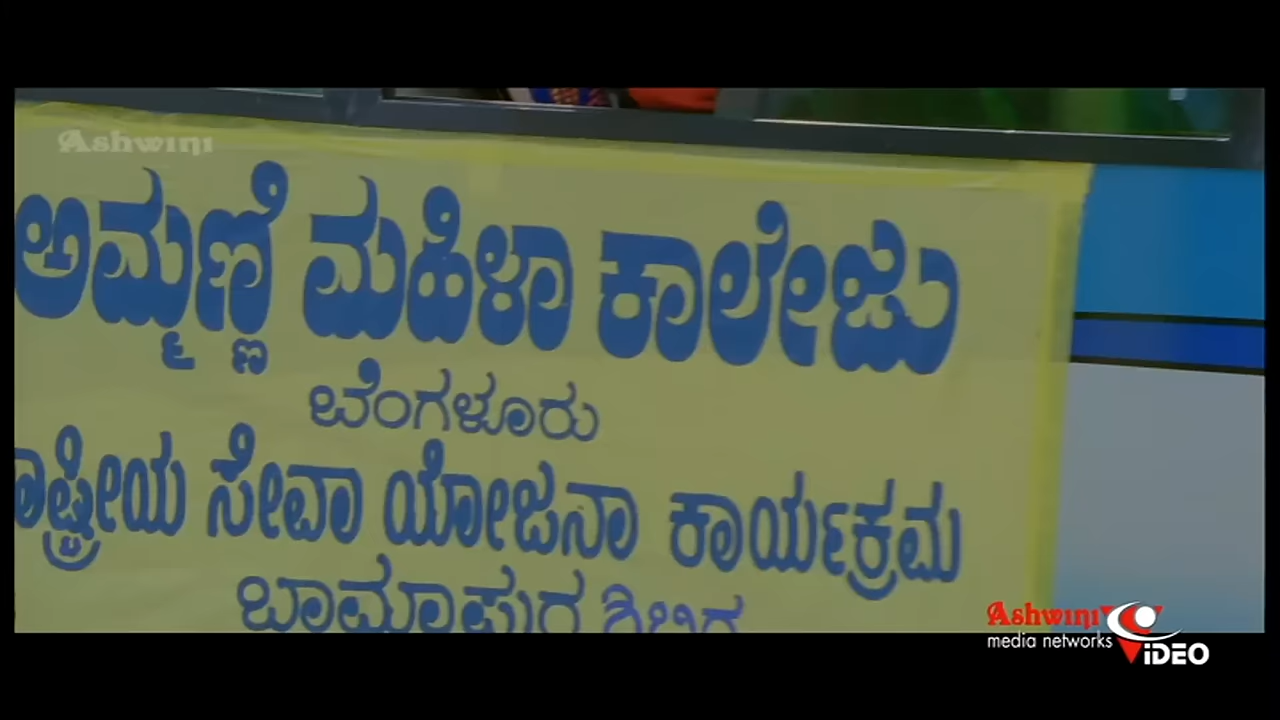 Ashwini
ಅಮ್ಮಣ್ಣಿ ಮಹಿಳಾ ಕಾಲೇಜು
ಬೆಂಗಳೂರು
ರಾಷ್ಟ್ರೀಯ ಸೇವಾ ಯೋಜನಾ ಕಾರ್ಯಕ್ರಮ
ಭಾಮಾಪುರ ಶಿಬಿರ
Ashwini
media networks ViDEO